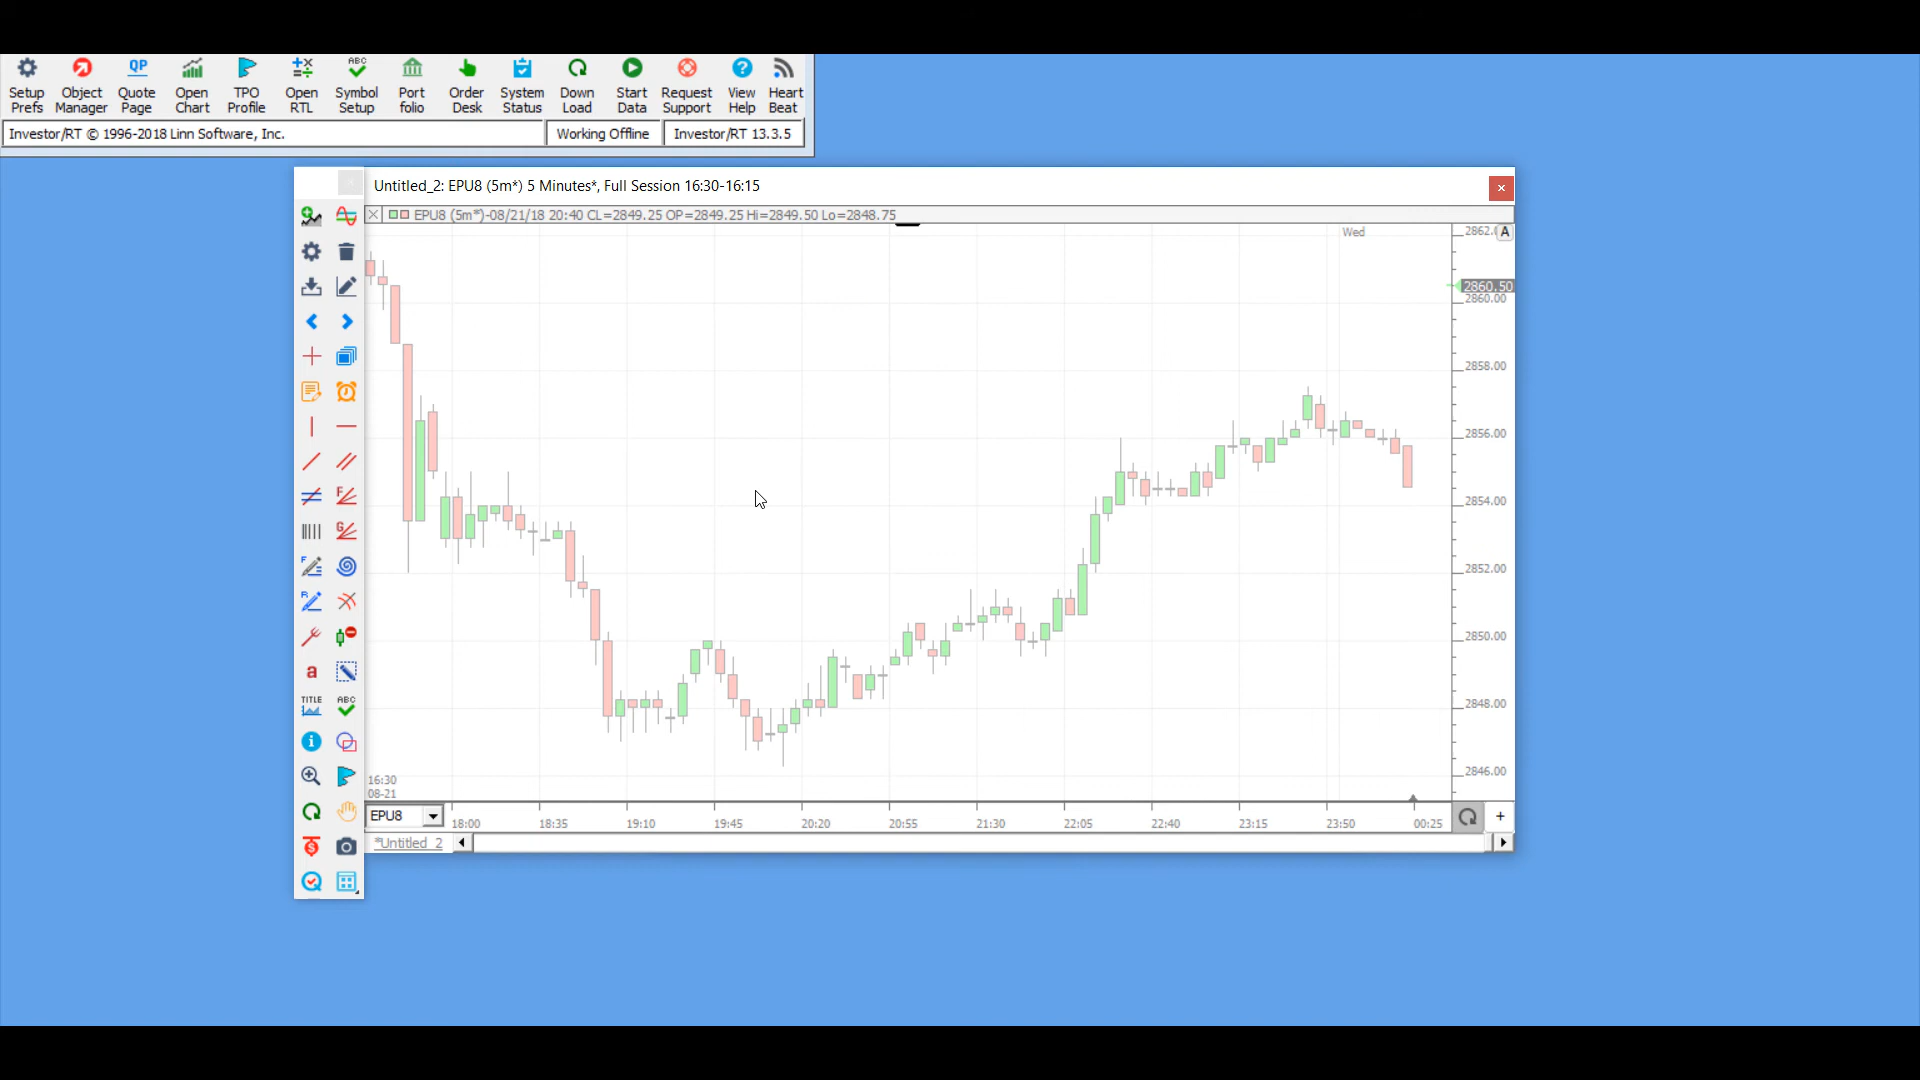 QP
ABC
Setup Prefs
Object Manager
Quote Page
Open Chart
TPO Profile
Open RTL
Symbol Setup
Port folio
Order Desk
System Status
Down Load
Start Data
Request Support
View Help
Heart Beat
Investor/RT © 1996-2018 Linn Software, Inc.
Working Offline
Investor/RT 13.3.5
Untitled_2: EPU8 (5m*) 5 Minutes*, Full Session 16:30-16:15
EPU8 (5m*)-08/21/18 20:40 CL=2849.25 OP=2849.25 Hi=2849.50 Lo=2848.75
Wed
A
2860.50
2860.00
2858.00
2856.00
2854.00
2852.00
2850.00
2848.00
2846.00
F
G
F
R
a
TITLE
ABC
16:30
08-21
EPU8
18:00 18:35 19:10 19:45 20:20 20:55 21:30 22:05 22:40 23:15 23:50 00:25
*Untitled_2